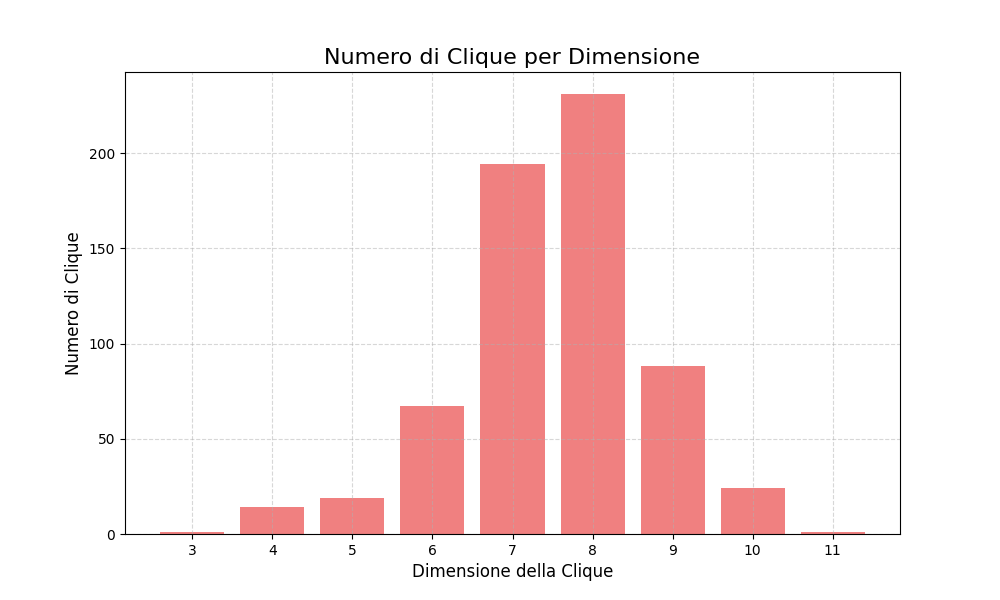 Numero di Clique per Dimensione
Numero di Clique
200
150
100
50
0
3 4 5 6 7 8 9 10 11
Dimensione della Clique